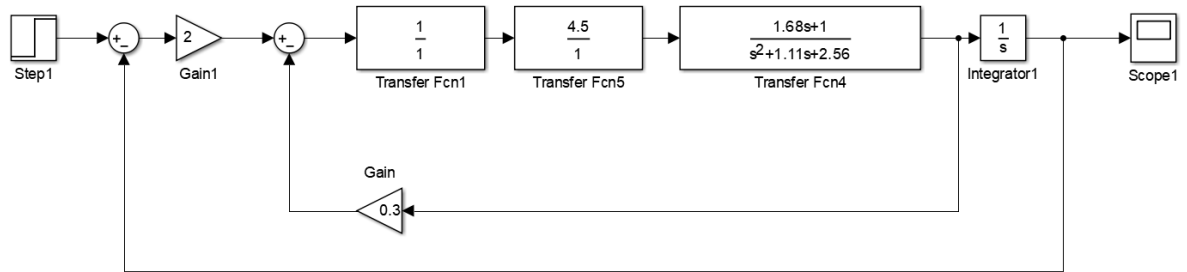 +
−
2
+
−
1
1
4.5
1
1.68s+1
s²+1.11s+2.56
1
s
Step1
Gain1
Transfer Fcn1
Transfer Fcn5
Transfer Fcn4
Integrator1
Scope1
Gain
0.3